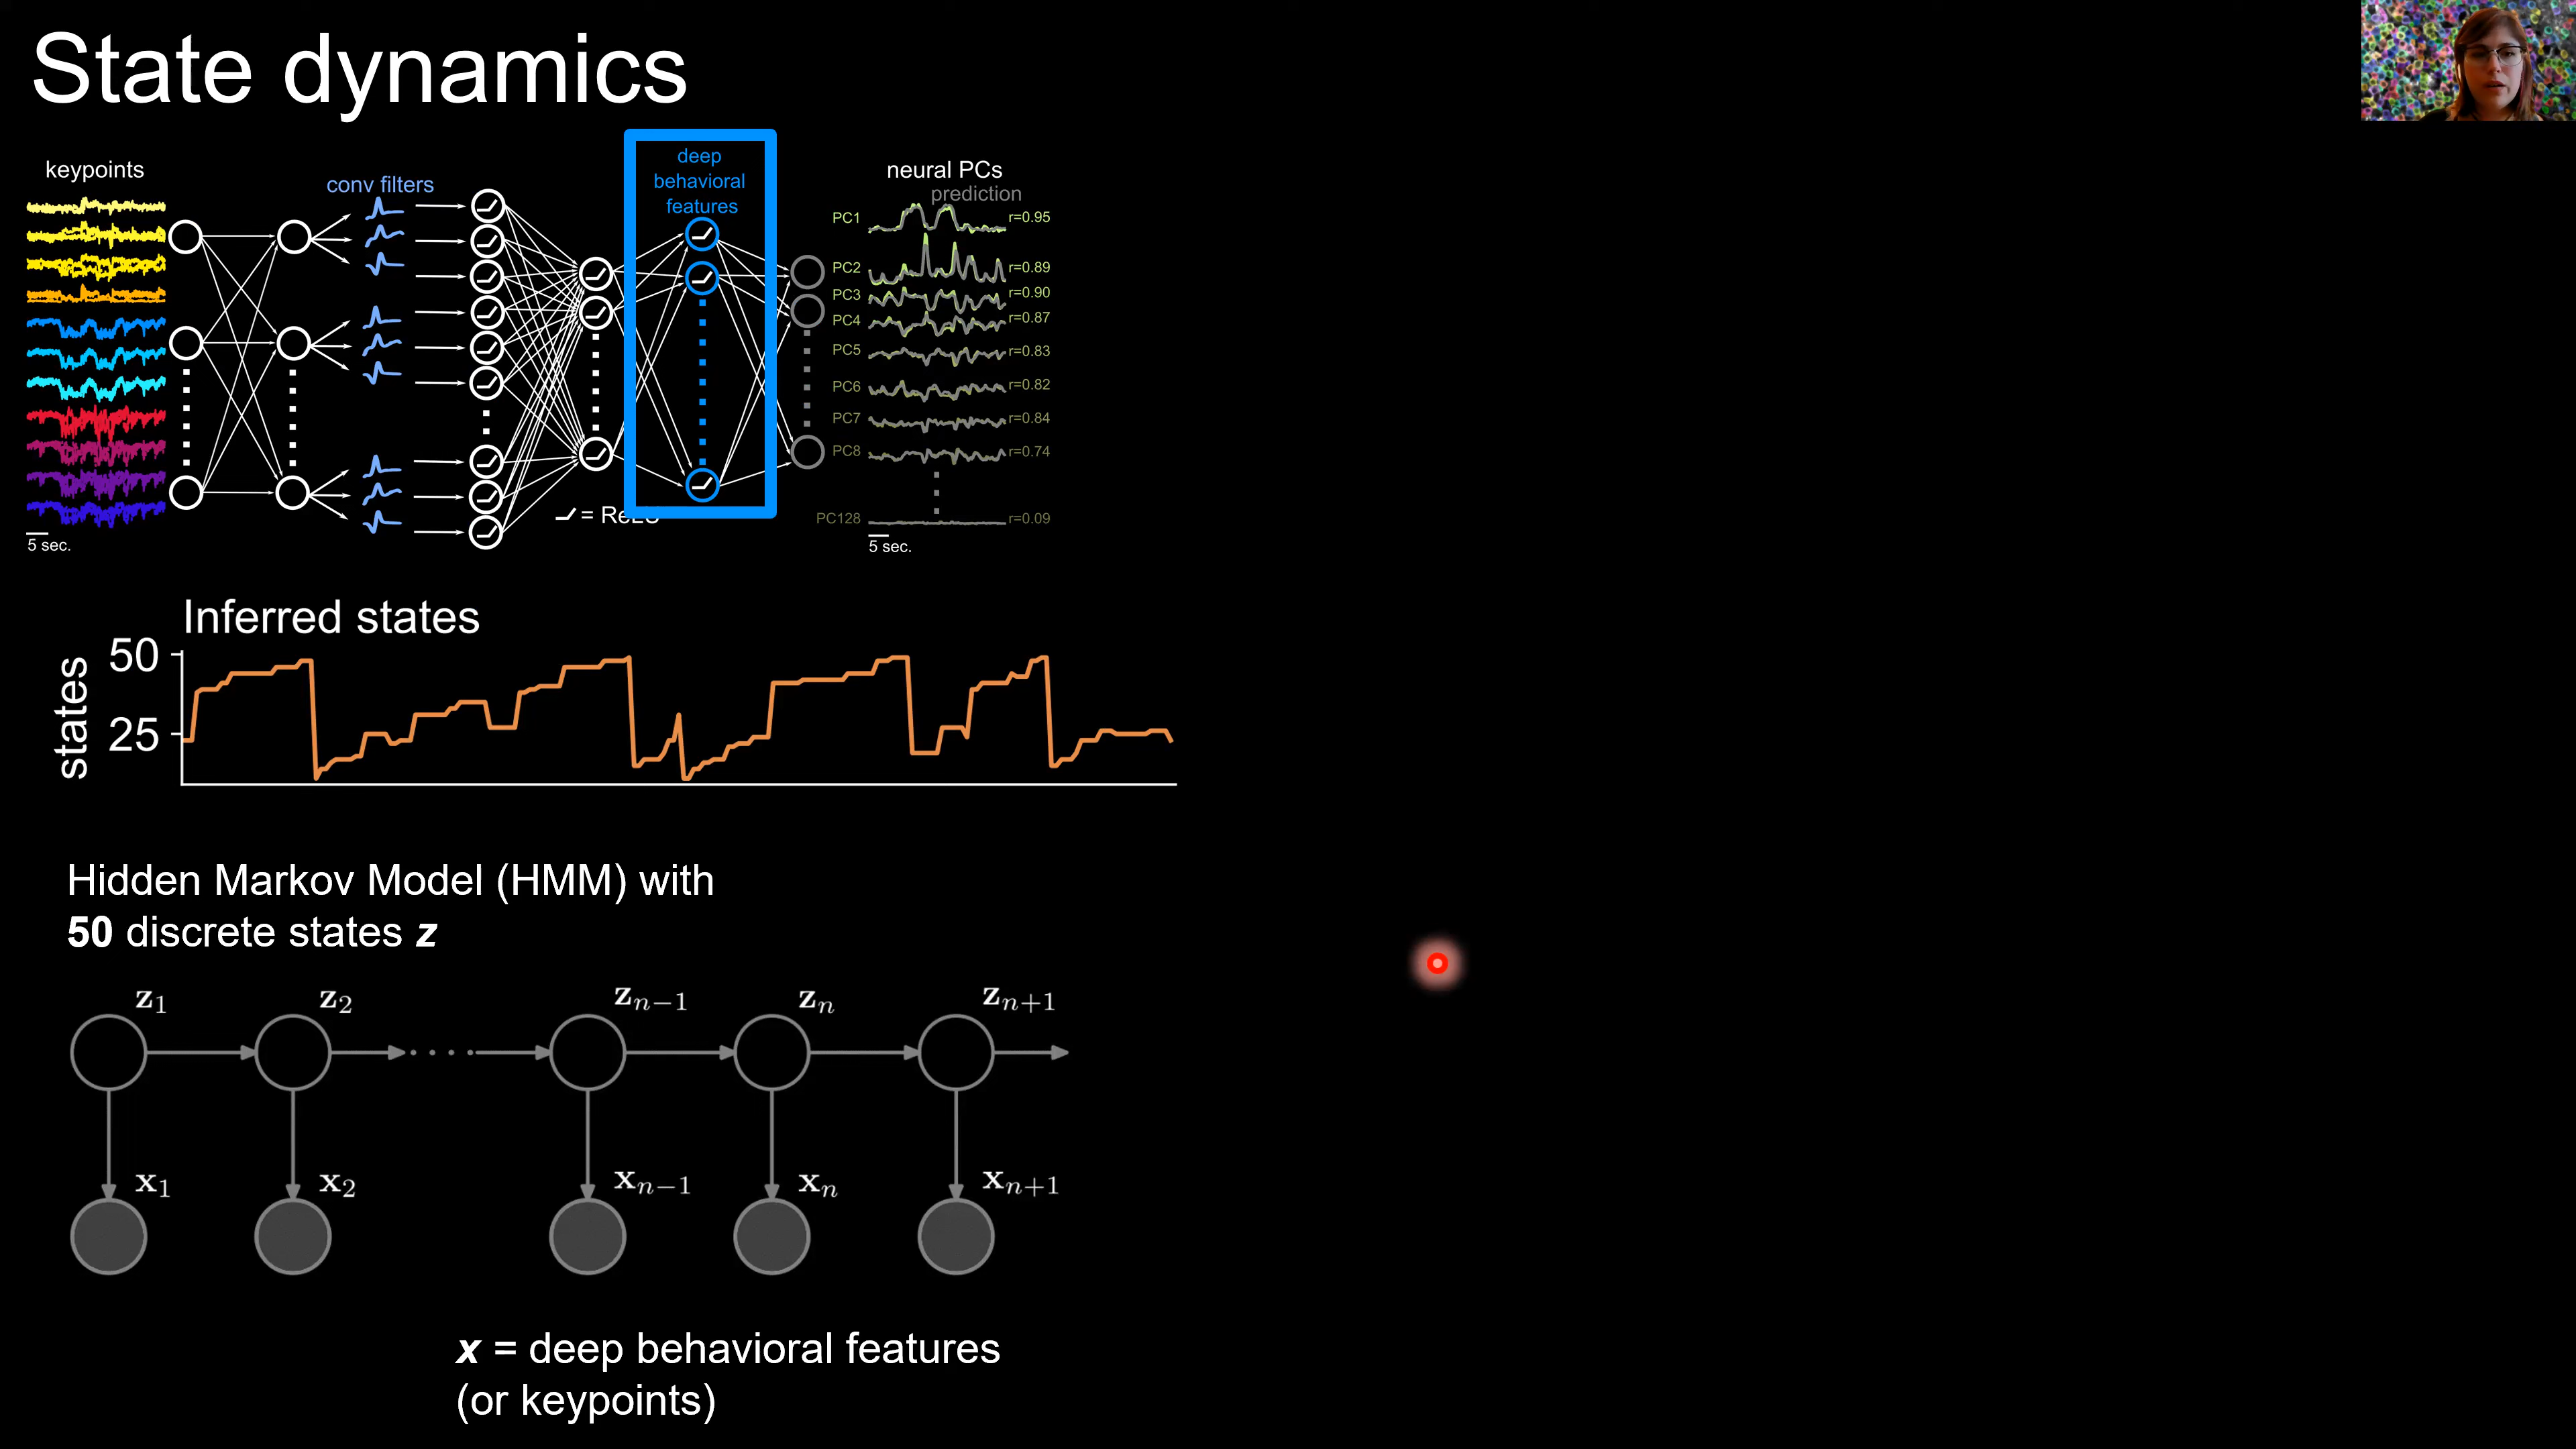 State dynamics
keypoints
conv filters
deep
behavioral
features
neural PCs
prediction
PC1
r=0.95
PC2
r=0.89
PC3
r=0.90
PC4
r=0.87
PC5
r=0.83
PC6
r=0.82
PC7
r=0.84
PC8
r=0.74
PC128
r=0.09
= ReLU
5 sec.
5 sec.
Inferred states
states
50
25
Hidden Markov Model (HMM) with
50 discrete states z
z1 z2 zn−1 zn zn+1
x1 x2 xn−1 xn xn+1
x = deep behavioral features
(or keypoints)